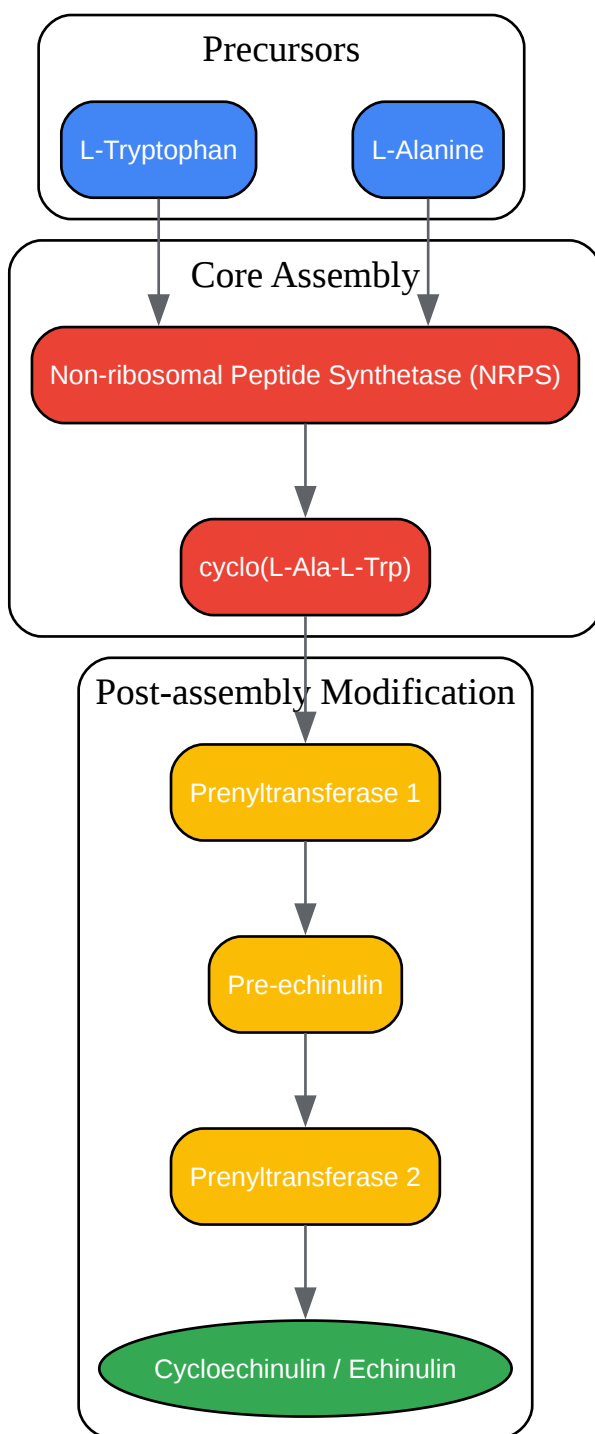 Precursors
L-Tryptophan
L-Alanine
Core Assembly
Non-ribosomal Peptide Synthetase (NRPS)
cyclo(L-Ala-L-Trp)
Post-assembly Modification
Prenyltransferase 1
Pre-echinulin
Prenyltransferase 2
Cycloechinulin / Echinulin